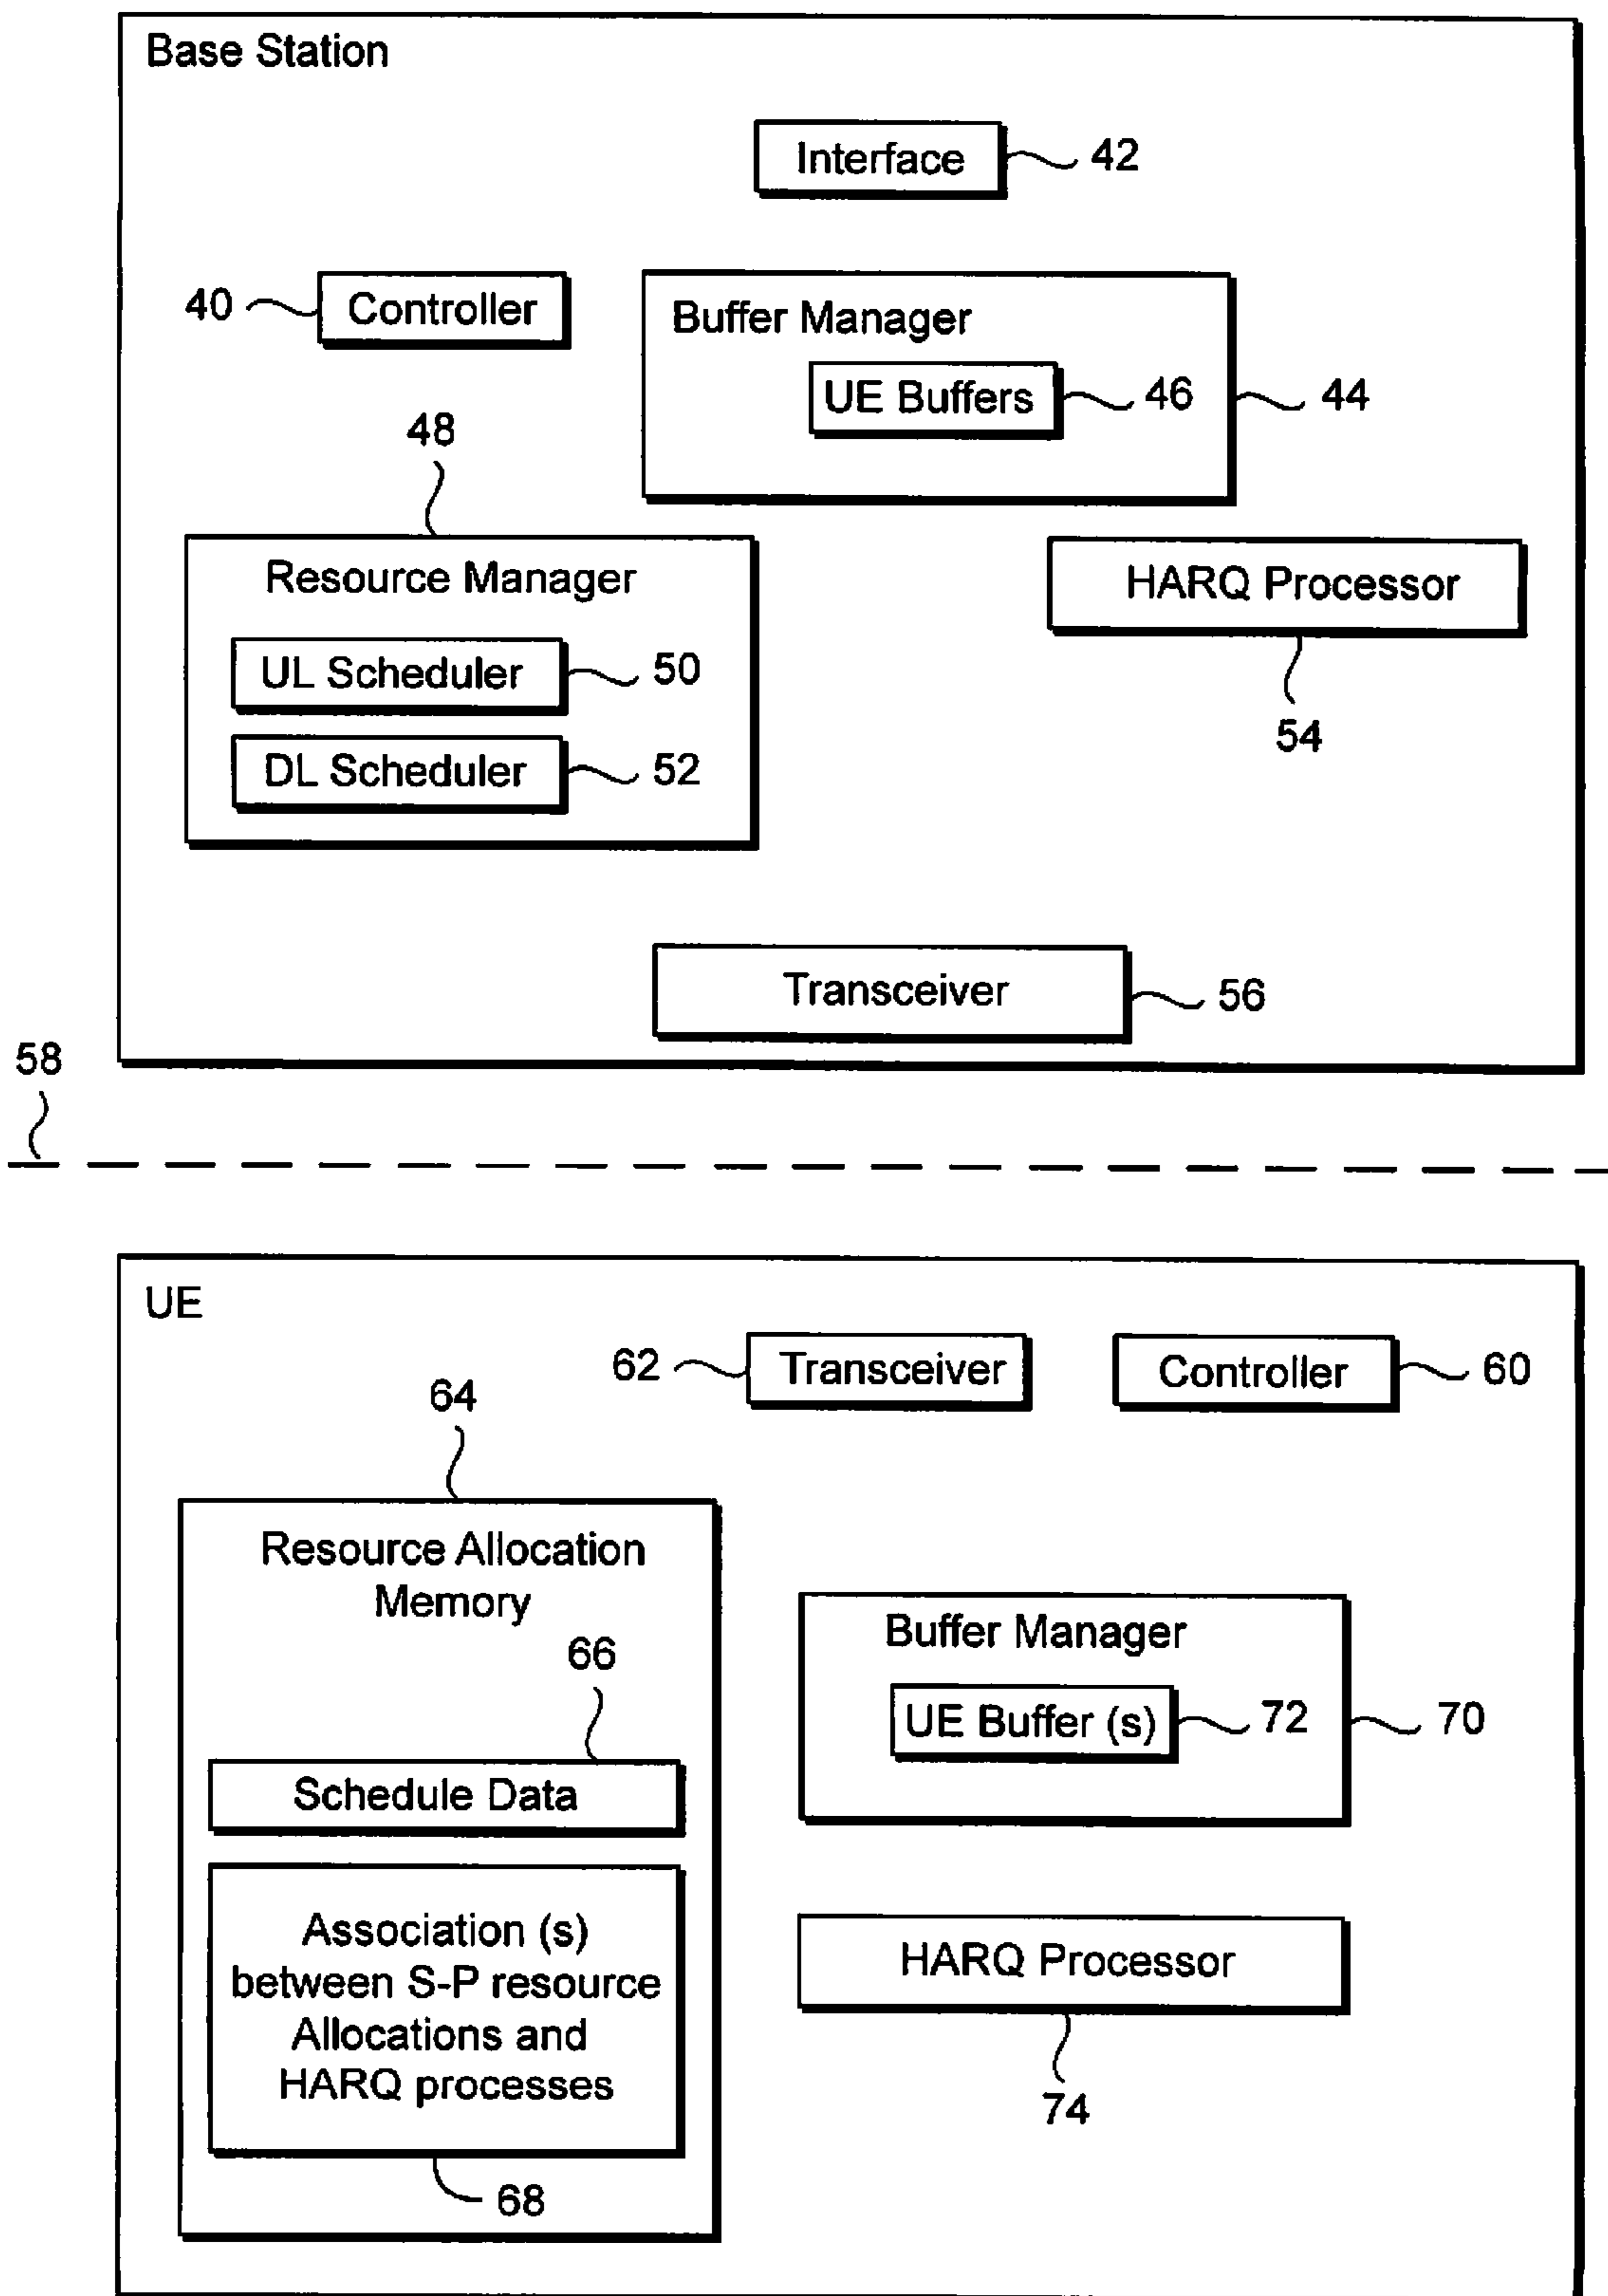 Base Station
Interface
42
40
Controller
Buffer Manager
UE Buffers
46
44
48
Resource Manager
HARQ Processor
UL Scheduler
50
54
DL Scheduler
52
Transceiver
56
58
UE
62
Transceiver
Controller
60
64
Resource Allocation
Memory
Buffer Manager
66
UE Buffer (s)
72
70
Schedule Data
Association (s)
between S-P resource
Allocations and
HARQ processes
HARQ Processor
74
68